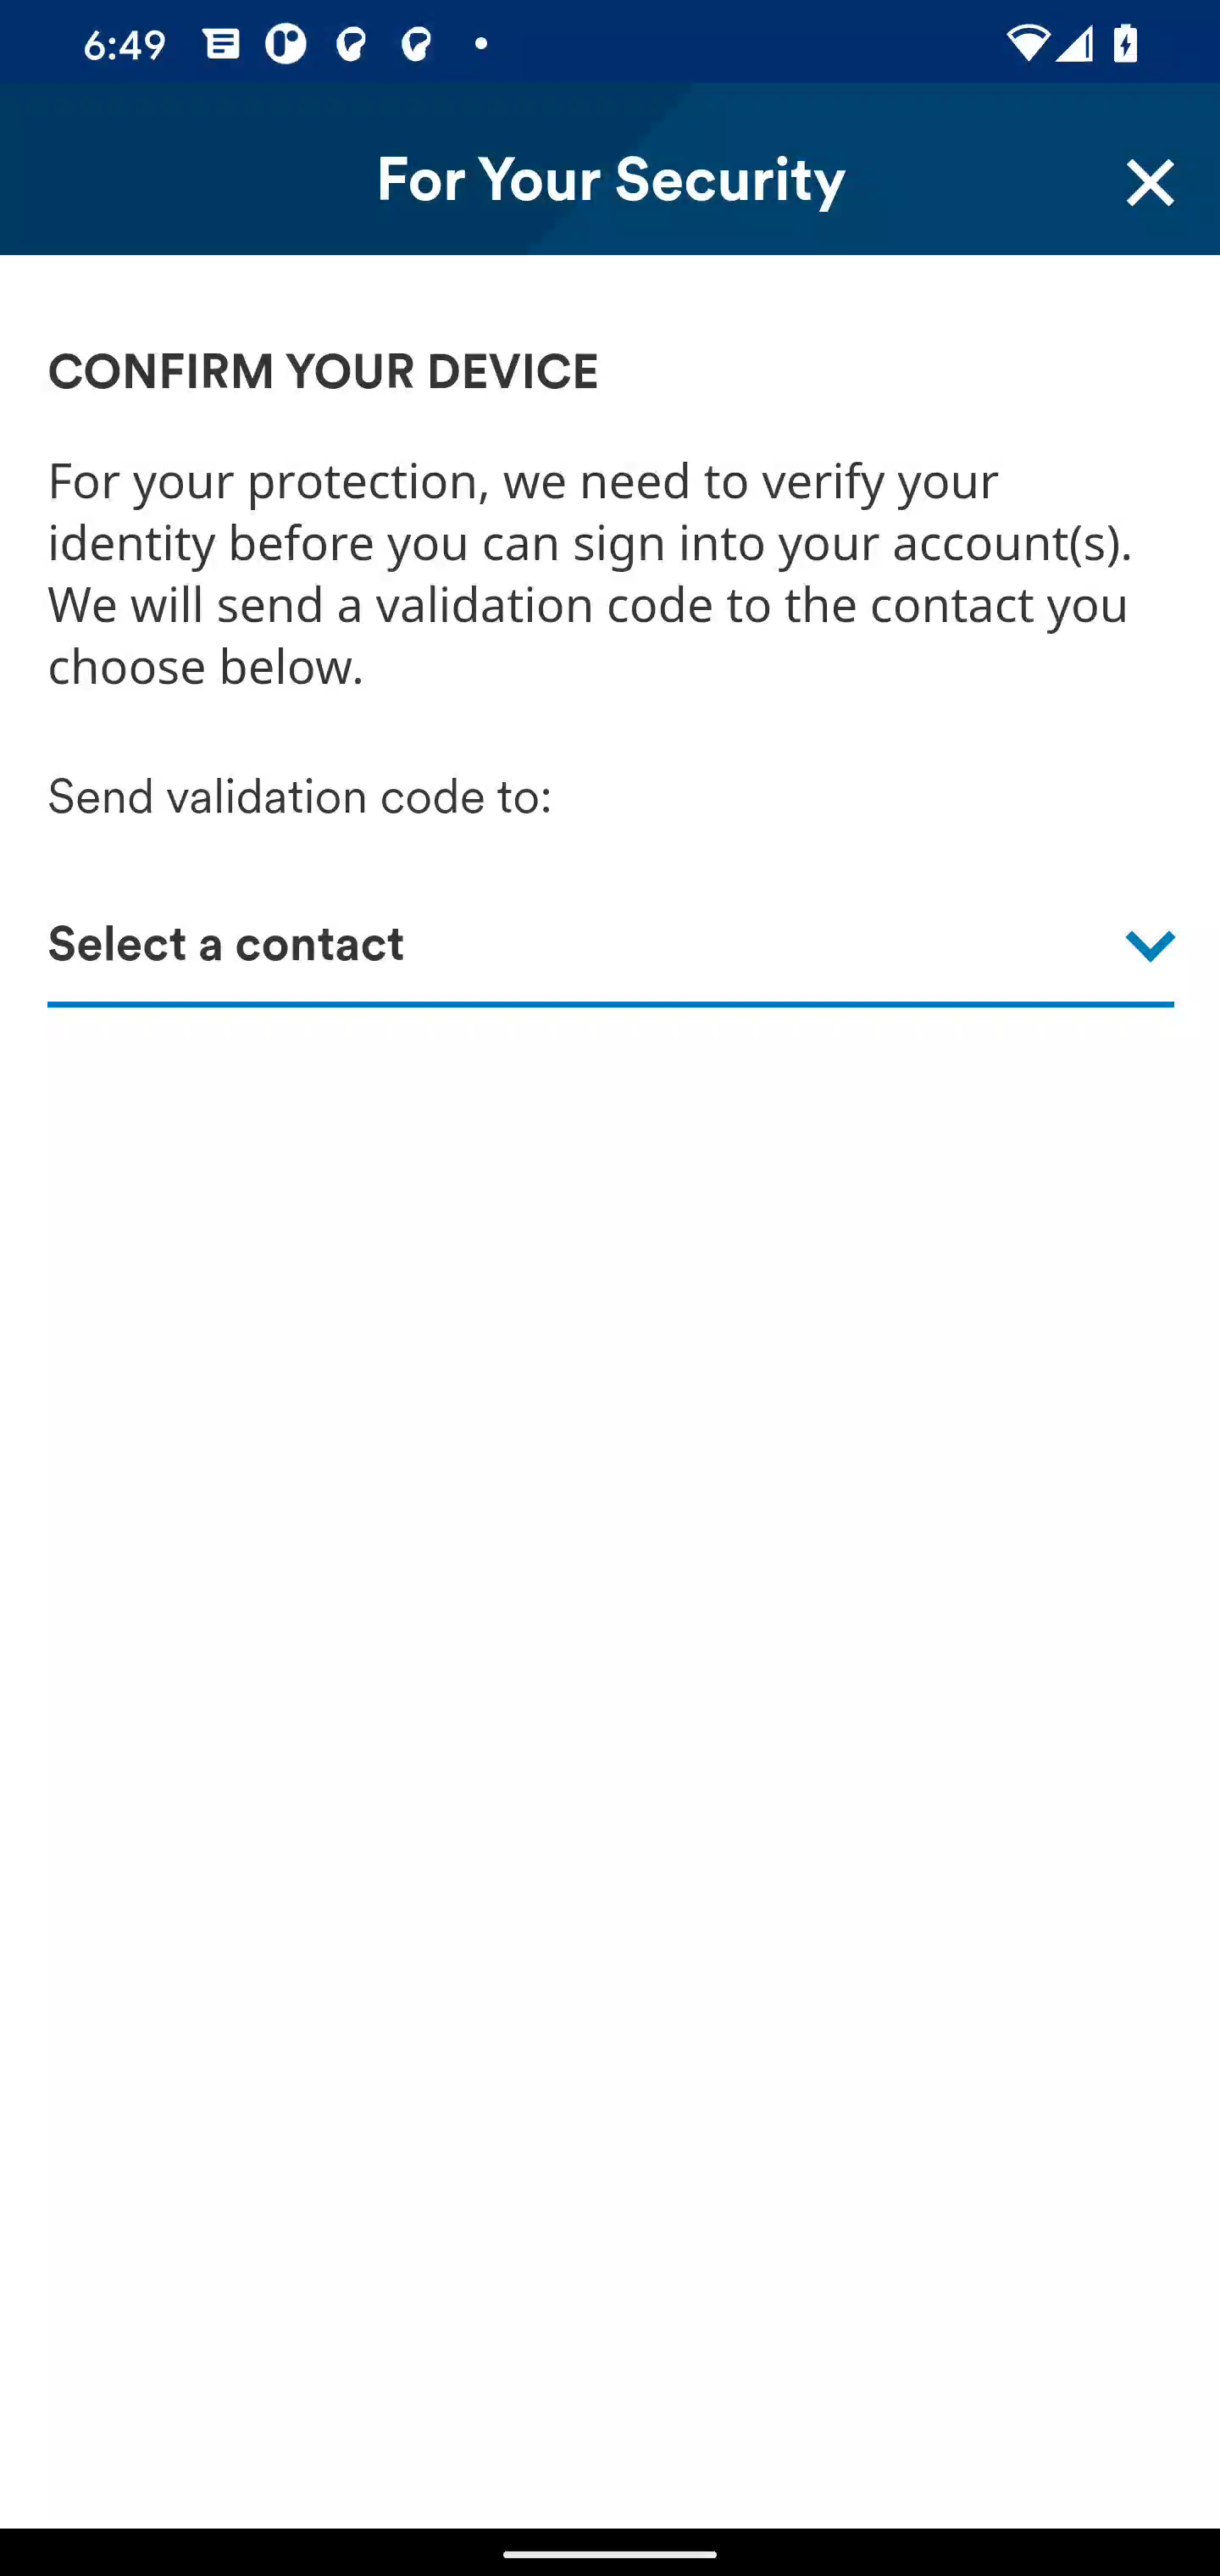 6:49
For Your Security
CONFIRM YOUR DEVICE
For your protection, we need to verify your
identity before you can sign into your account(s).
We will send a validation code to the contact you
choose below.
Send validation code to:
Select a contact